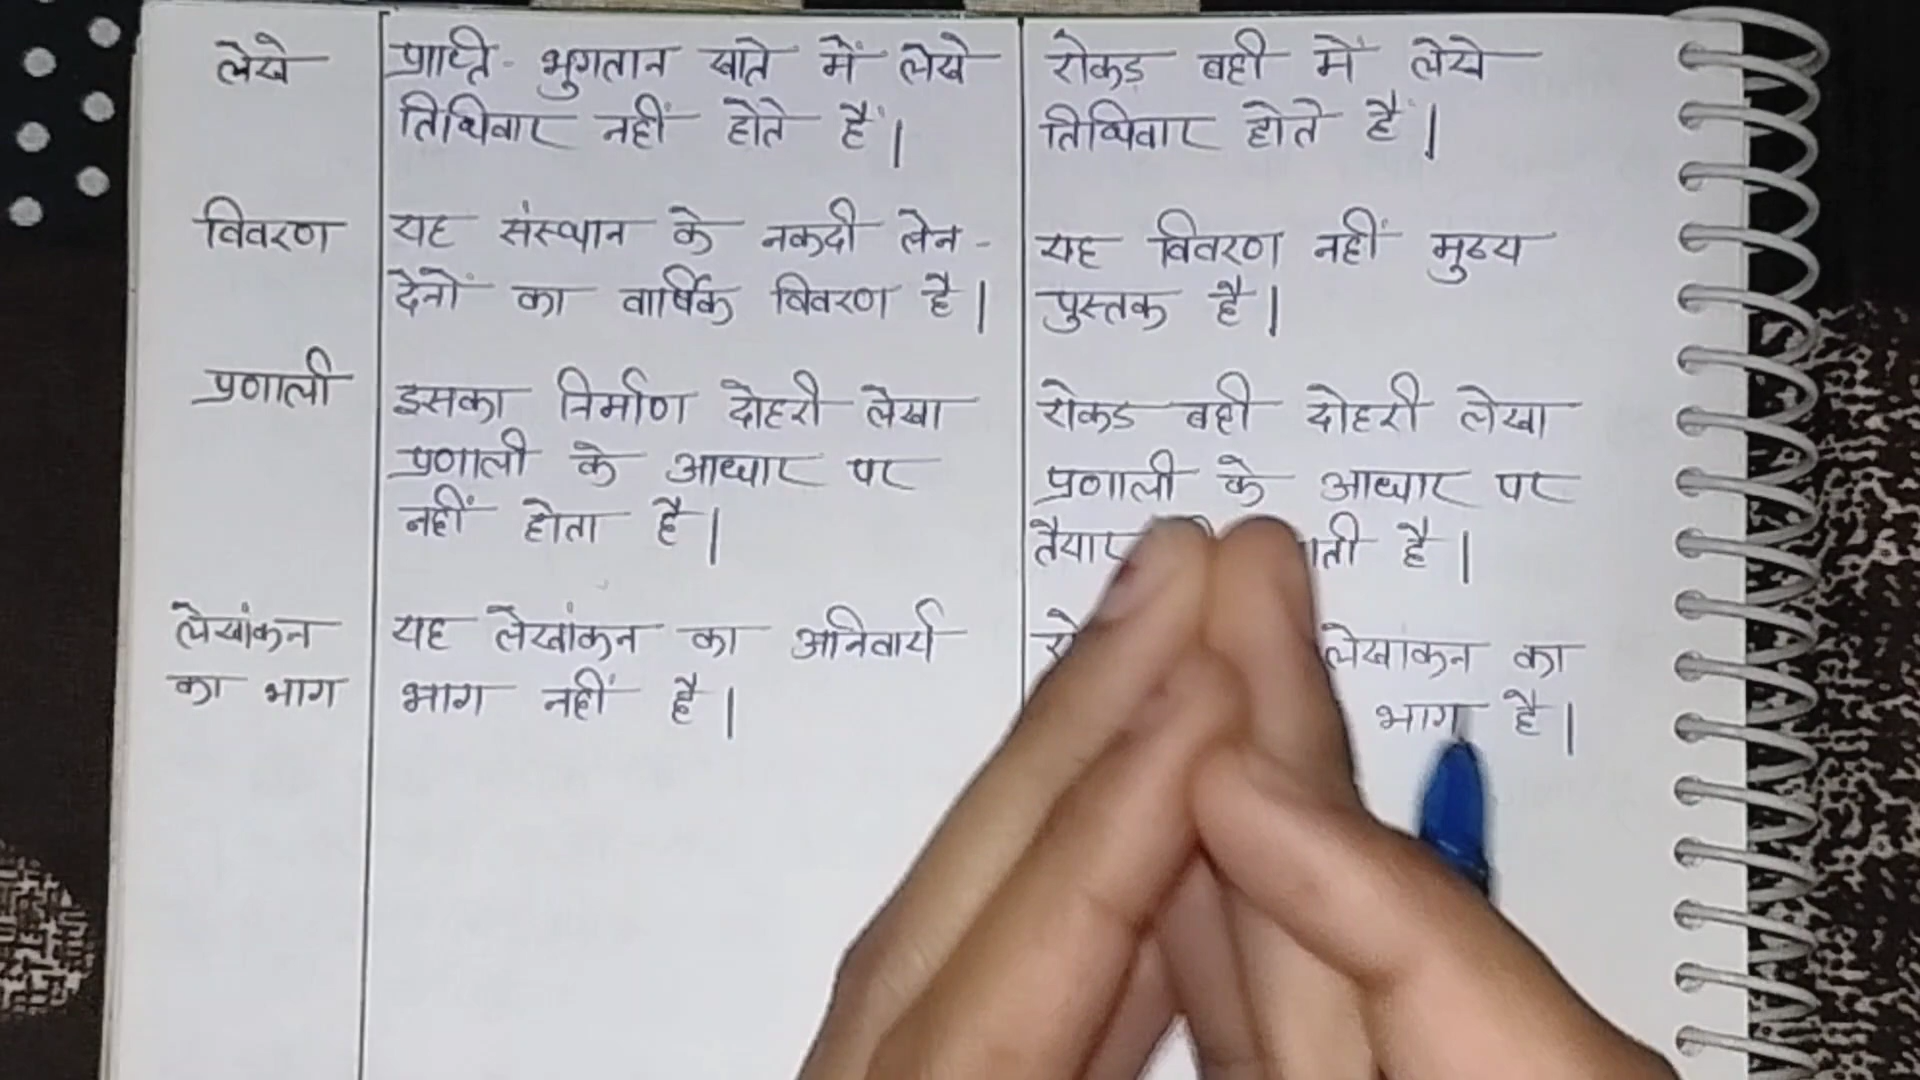 लेखे
प्राप्ति - भुगतान खाते में लेखे
तिथिवार नहीं होते हैं।
रोकड़ बही में लेखे
तिथिवार होते हैं।
विवरण
यह संस्थान के नकदी लेन -
देनों का वार्षिक विवरण है।
यह विवरण नहीं मुख्य
पुस्तक है।
प्रणाली
इसका निर्माण दोहरी लेखा
प्रणाली के आधार पर
नहीं होता है।
रोकड बही दोहरी लेखा
प्रणाली के आधार पर
तैयार है।
लेखांकन
का भाग
यह लेखांकन का अनिवार्य
भाग नहीं है।
लेखांकन का
भाग है।